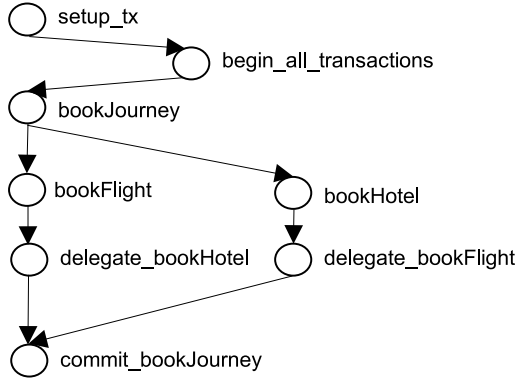 setup_tx
begin_all_transactions
bookJourney
bookFlight
bookHotel
delegate_bookHotel
delegate_bookFlight
commit_bookJourney